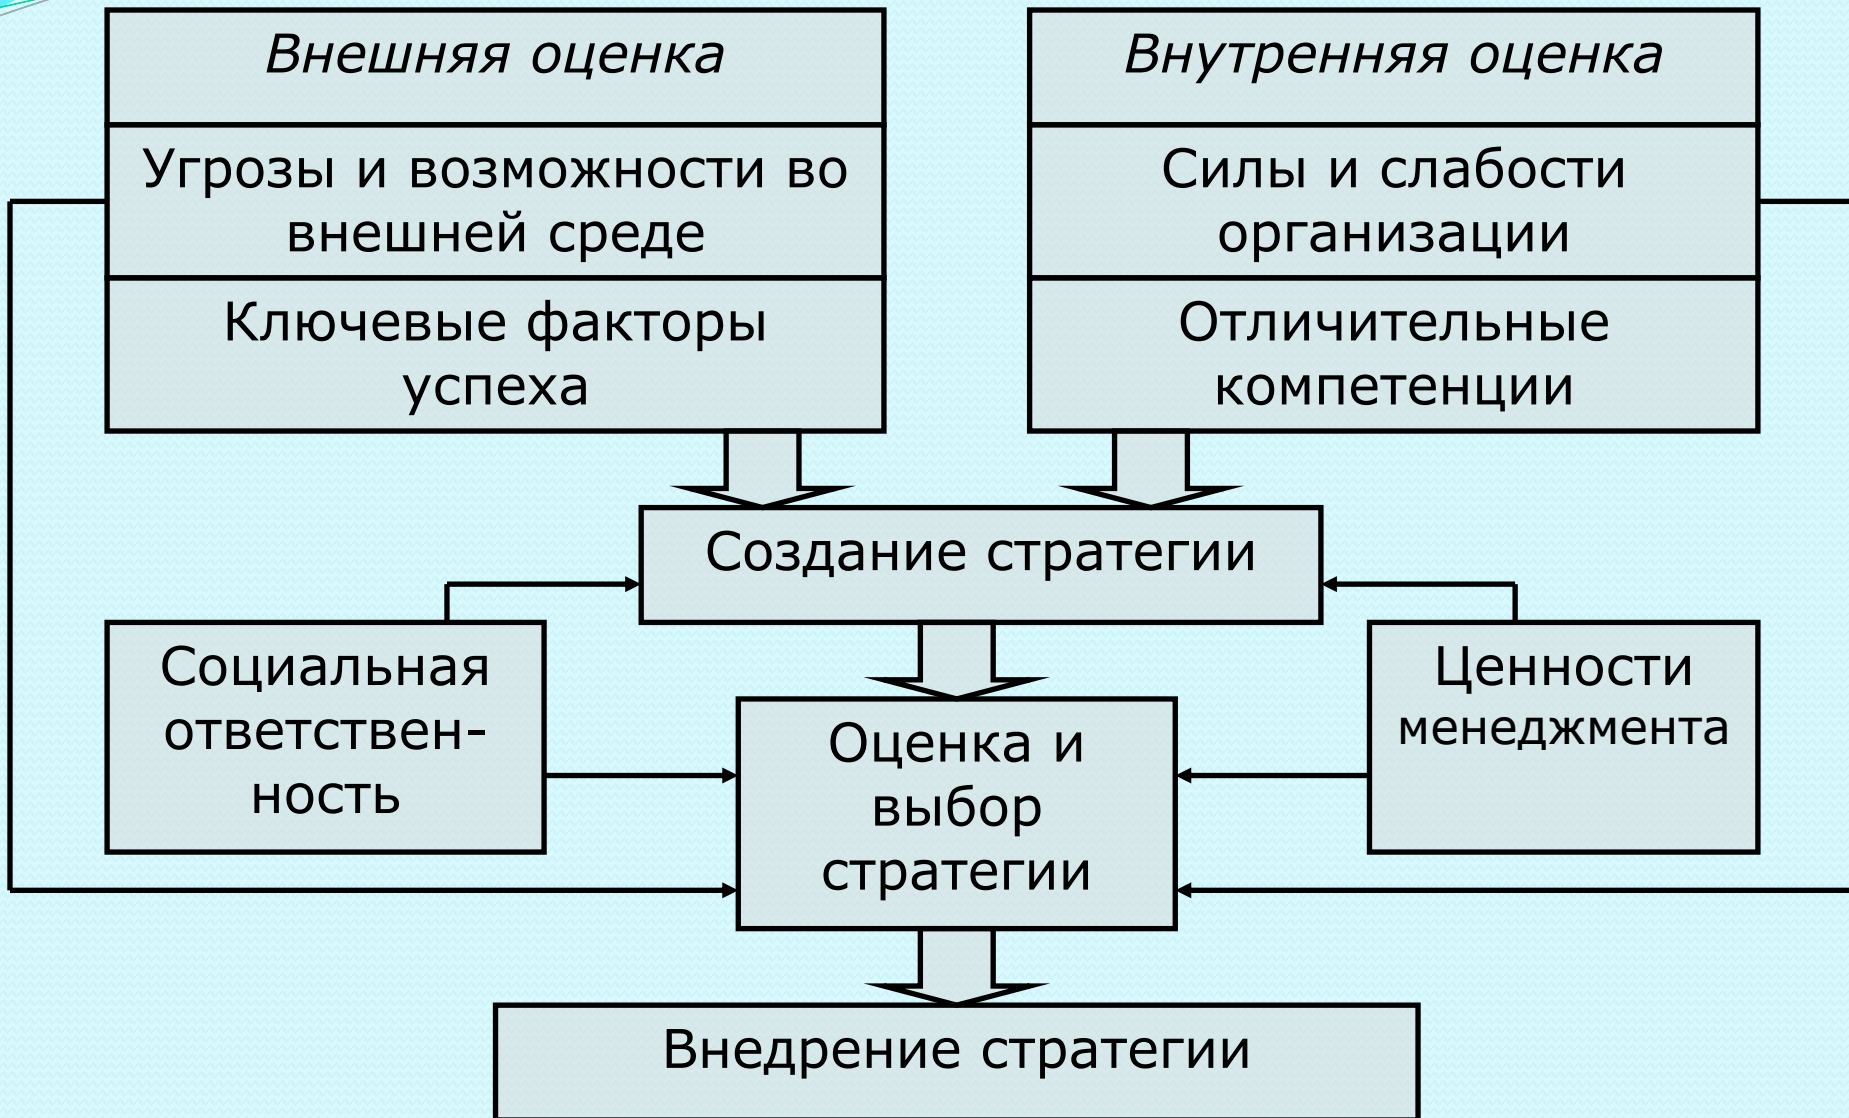 Внешняя оценка
Угрозы и возможности во
внешней среде
Ключевые факторы
успеха
Внутренняя оценка
Силы и слабости
организации
Отличительные
компетенции
Создание стратегии
Социальная
ответствен-
ность
Оценка и
выбор
стратегии
Ценности
менеджмента
Внедрение стратегии